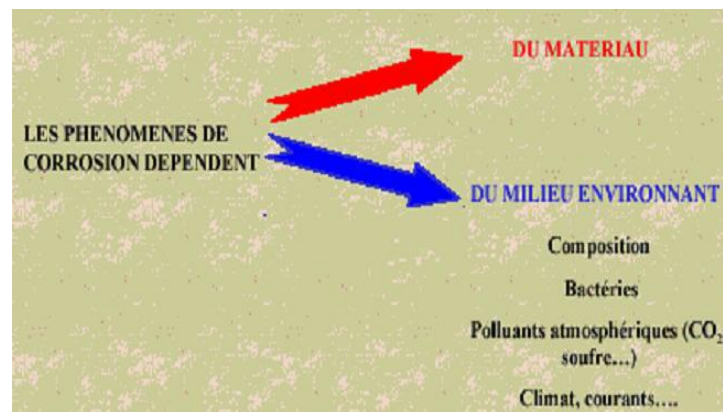 DU MATERIAU
LES PHENOMENES DE
CORROSION DEPENDENT
DU MILIEU ENVIRONNANT
Composition
Bactéries
Polluants atmosphériques (CO₂
soufre…)
Climat, courants….